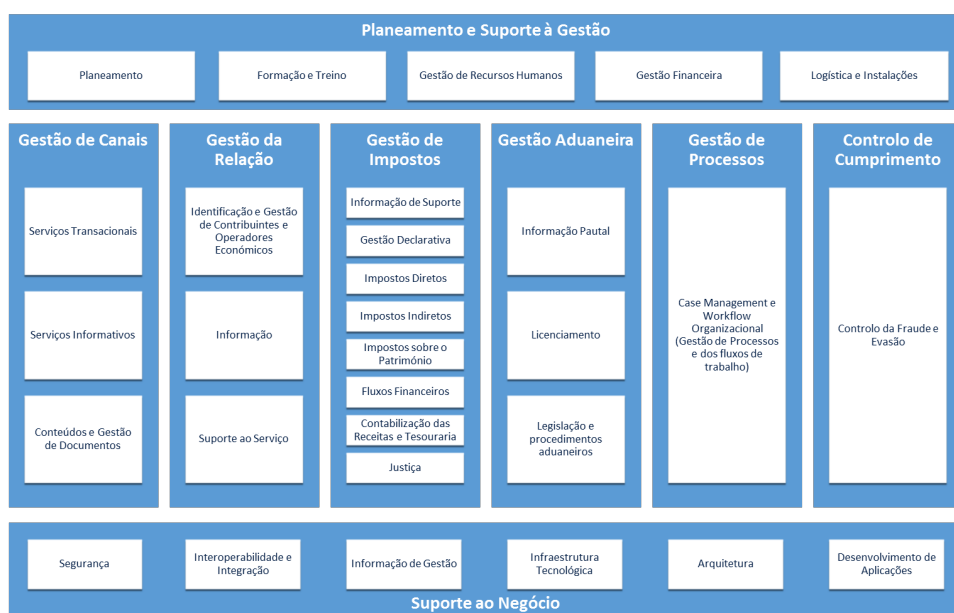 Planeamento e Suporte à Gestão
Planeamento
Formação e Treino
Gestão de Recursos Humanos
Gestão Financeira
Logística e Instalações
Gestão de Canais
Serviços Transacionais
Serviços Informativos
Conteúdos e Gestão
de Documentos
Gestão da
Relação
Identificação e Gestão
de Contribuintes e
Operadores
Económicos
Informação
Suporte ao Serviço
Gestão de
Impostos
Informação de Suporte
Gestão Declarativa
Impostos Diretos
Impostos Indiretos
Impostos sobre o
Património
Fluxos Financeiros
Contabilização das
Receitas e Tesouraria
Justiça
Gestão Aduaneira
Informação Pautal
Licenciamento
Legislação e
procedimentos
aduaneiros
Gestão de
Processos
Case Management e
Workflow
Organizacional
(Gestão de Processos
e dos fluxos de
trabalho)
Controlo de
Cumprimento
Controlo da Fraude e
Evasão
Segurança
Interoperabilidade e
Integração
Informação de Gestão
Infraestrutura
Tecnológica
Arquitetura
Desenvolvimento de
Aplicações
Suporte ao Negócio